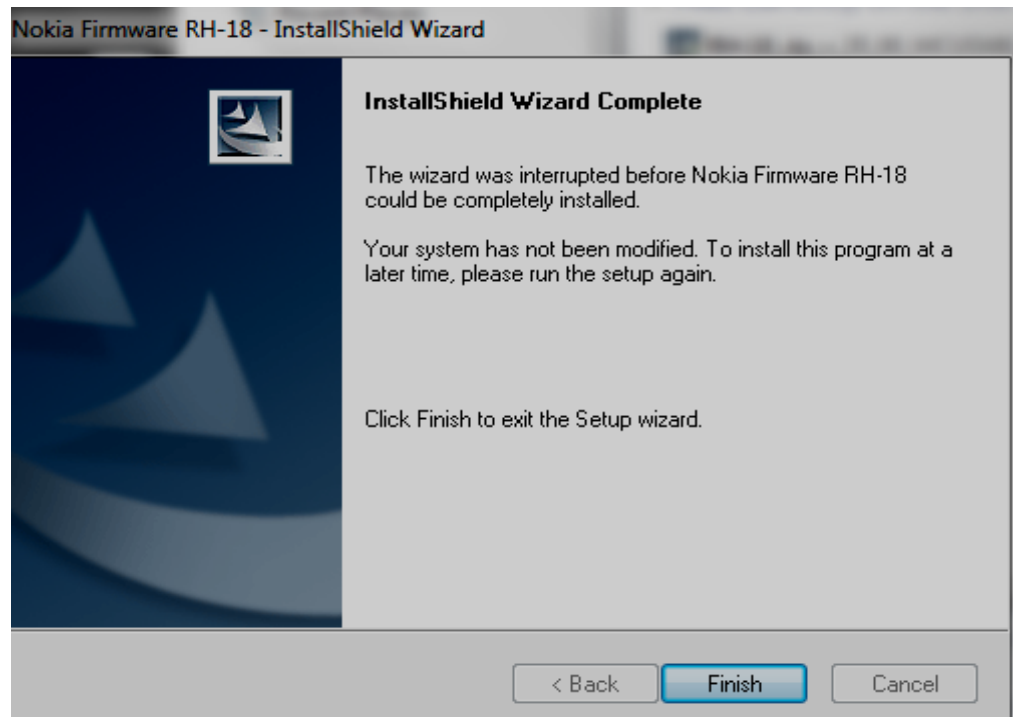 Nokia Firmware RH-18 - InstallShield Wizard
InstallShield Wizard Complete
The wizard was interrupted before Nokia Firmware RH-18
could be completely installed.
Your system has not been modified. To install this program at a
later time, please run the setup again.
Click Finish to exit the Setup wizard.
< Back
Finish
Cancel